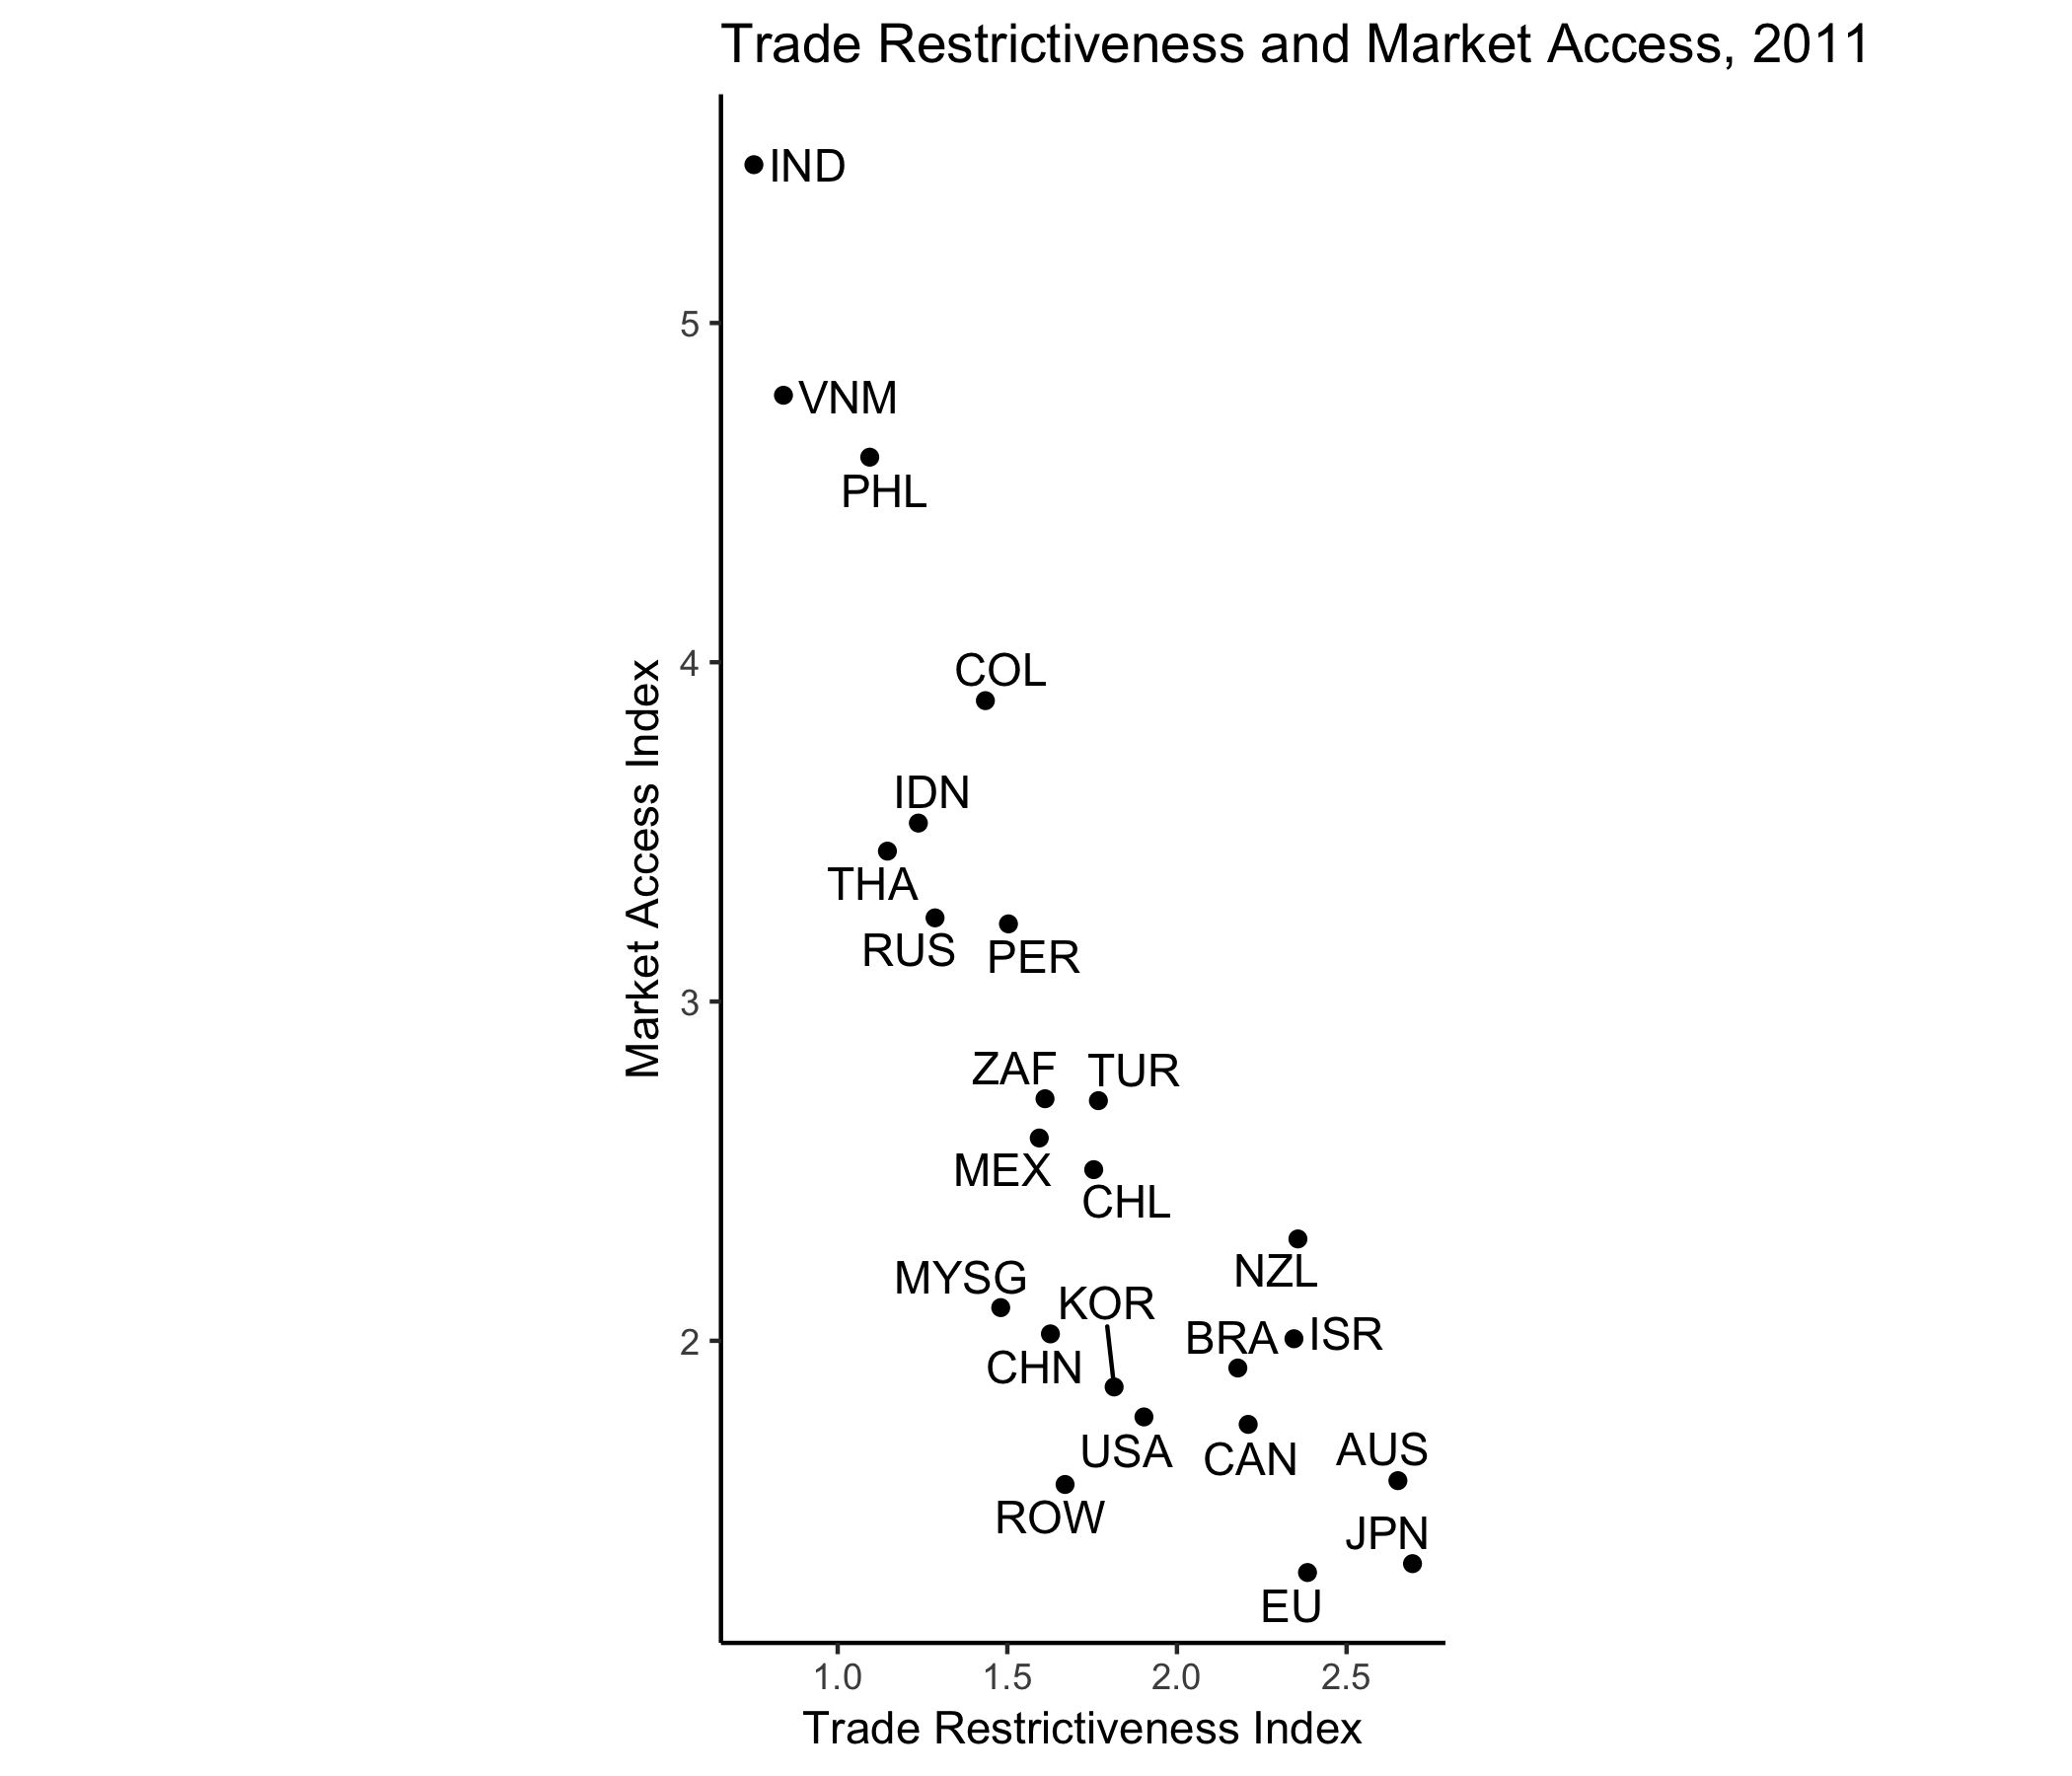 Trade Restrictiveness and Market Access, 2011
IND
5
VNM
PHL
4
COL
Market Access Index
IDN
THA
RUS
PER
3
ZAF
TUR
MEX
CHL
NZL
MYSG
KOR
2
BRA
ISR
CHN
USA
CAN
AUS
ROW
JPN
EU
1.0
1.5
2.0
2.5
Trade Restrictiveness Index